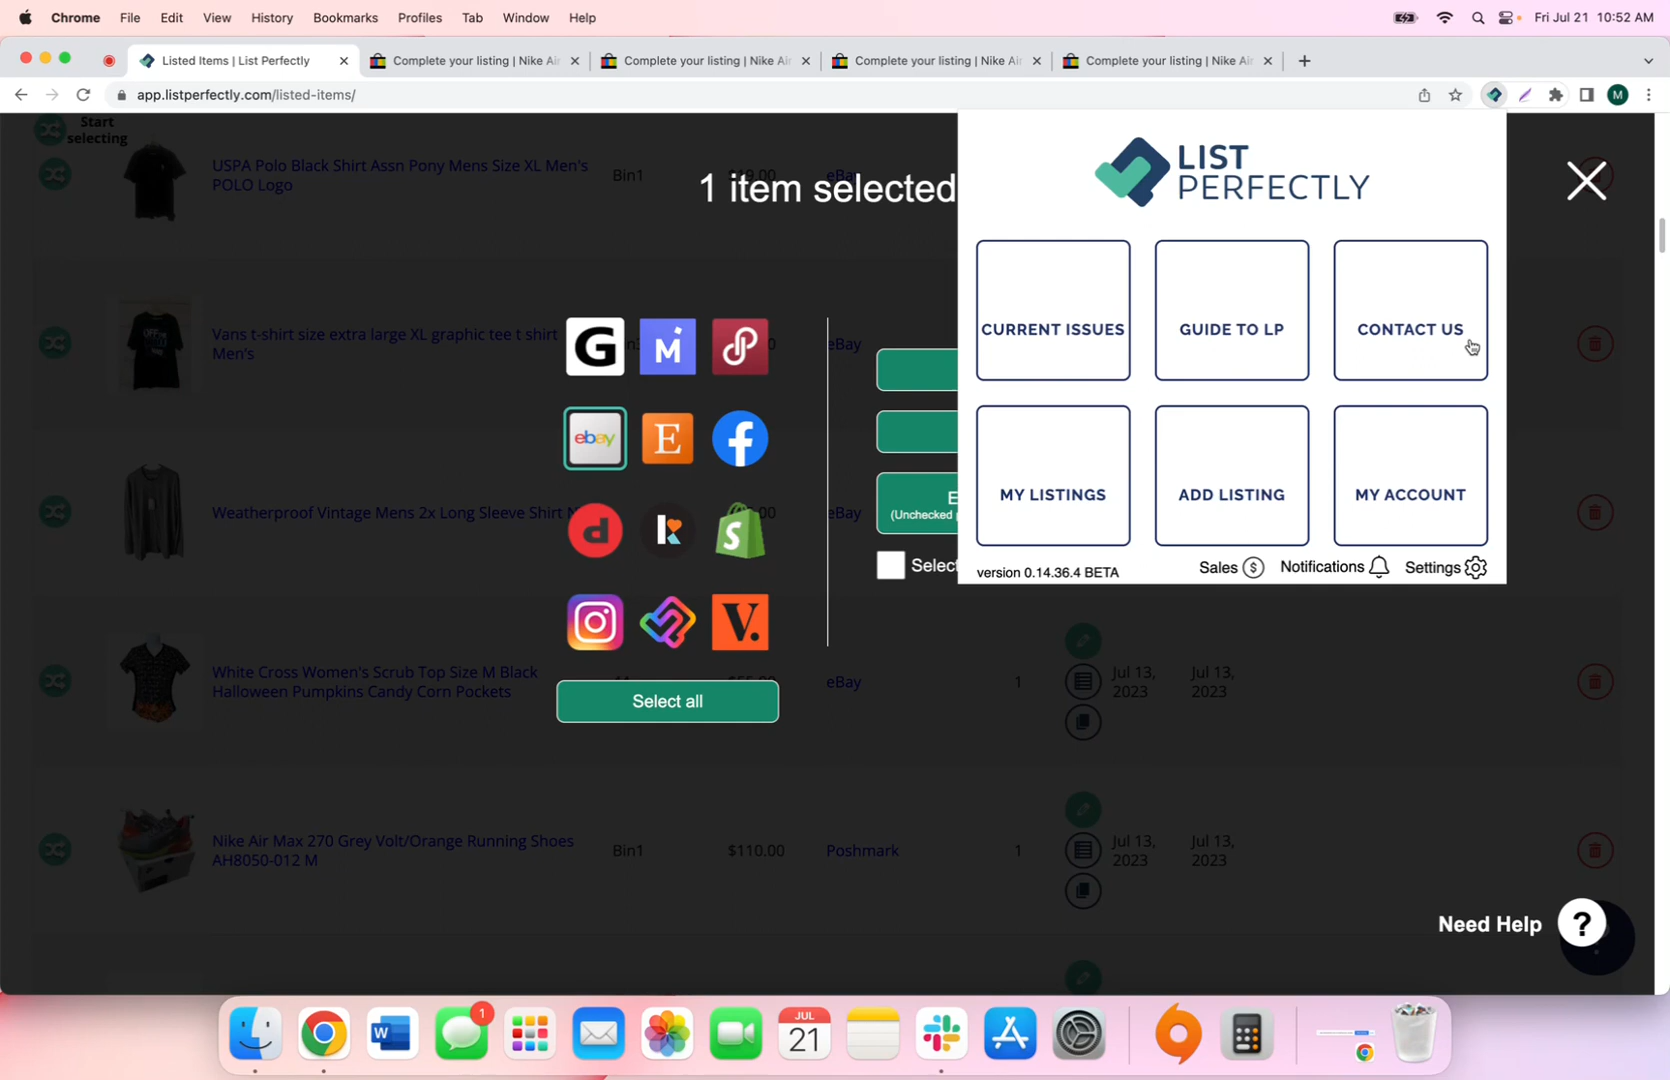 Chrome File Edit View History Bookmarks Profiles Tab Window Help Fri Jul 21 10:52 AM
Listed Items | List Perfectly Complete your listing | Nike Air Complete your listing | Nike Air Complete your listing | Nike Air Complete your listing | Nike Air
app.listperfectly.com/listed-items/ M
Start
selecting
USPA Polo Black Shirt Assn Pony Mens Size XL Men's
POLO Logo
Bin1 $19.00 eBay
1 item selected
LIST
PERFECTLY
CURRENT ISSUES GUIDE TO LP CONTACT US
MY LISTINGS ADD LISTING MY ACCOUNT
version 0.14.36.4 BETA Sales $ Notifications Settings
Vans t-shirt size extra large XL graphic tee t shirt
Men's
eBay
G M
ebay E f
d K S
V.
Select all
(Unchecked
Select
Weatherproof Vintage Mens 2x Long Sleeve Shirt
eBay
White Cross Women's Scrub Top Size M Black
Halloween Pumpkins Candy Corn Pockets
eBay 1 Jul 13,
2023 Jul 13,
2023
Nike Air Max 270 Grey Volt/Orange Running Shoes
AH8050-012 M
Bin1 $110.00 Poshmark 1 Jul 13,
2023 Jul 13,
2023
Need Help ?
W 1 JUL
21